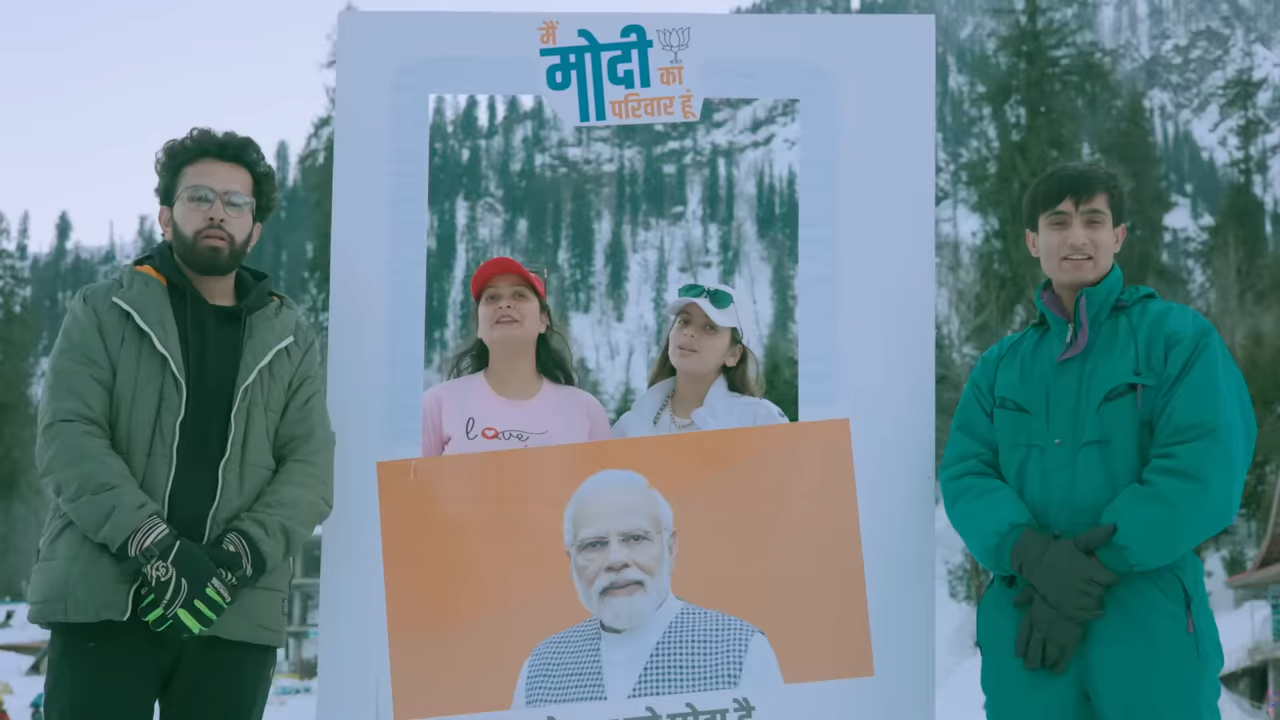 मैं
मोदी
का
परिवार हूं
love